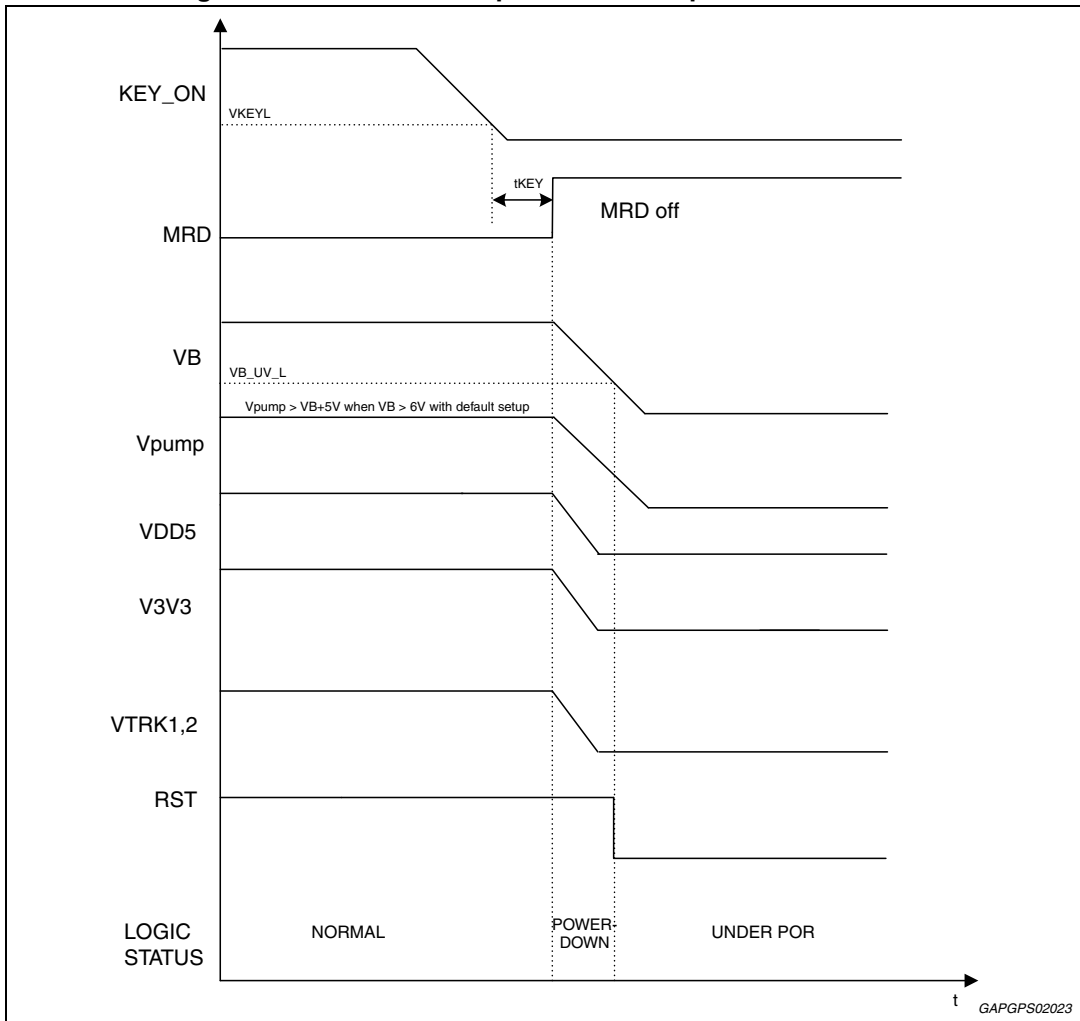 KEY_ON
VKEYL
tKEY
MRD off
MRD
VB
VB_UV_L
Vpump > VB+5V when VB > 6V with default setup
Vpump
VDD5
V3V3
VTRK1,2
RST
LOGIC
STATUS
NORMAL
POWER-
DOWN
UNDER POR
t
GAPGPS02023